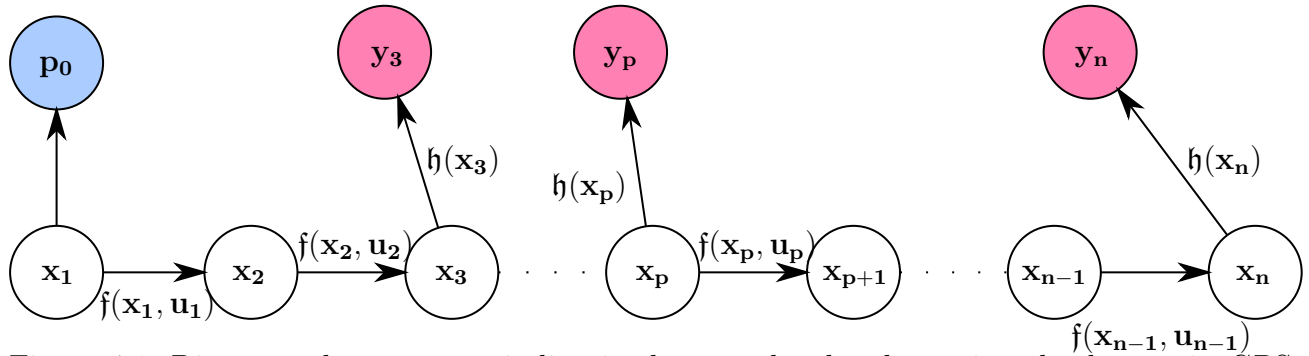 p₀ y₃ yₚ yₙ
𝔥(x₃) 𝔥(xₚ) 𝔥(xₙ)
𝔣(x₂, u₂) 𝔣(xₚ, uₚ)
x₁ x₂ x₃ · · · · xₚ xₚ₊₁ · · · · xₙ₋₁ xₙ
𝔣(x₁, u₁) 𝔣(xₙ₋₁, uₙ₋₁)